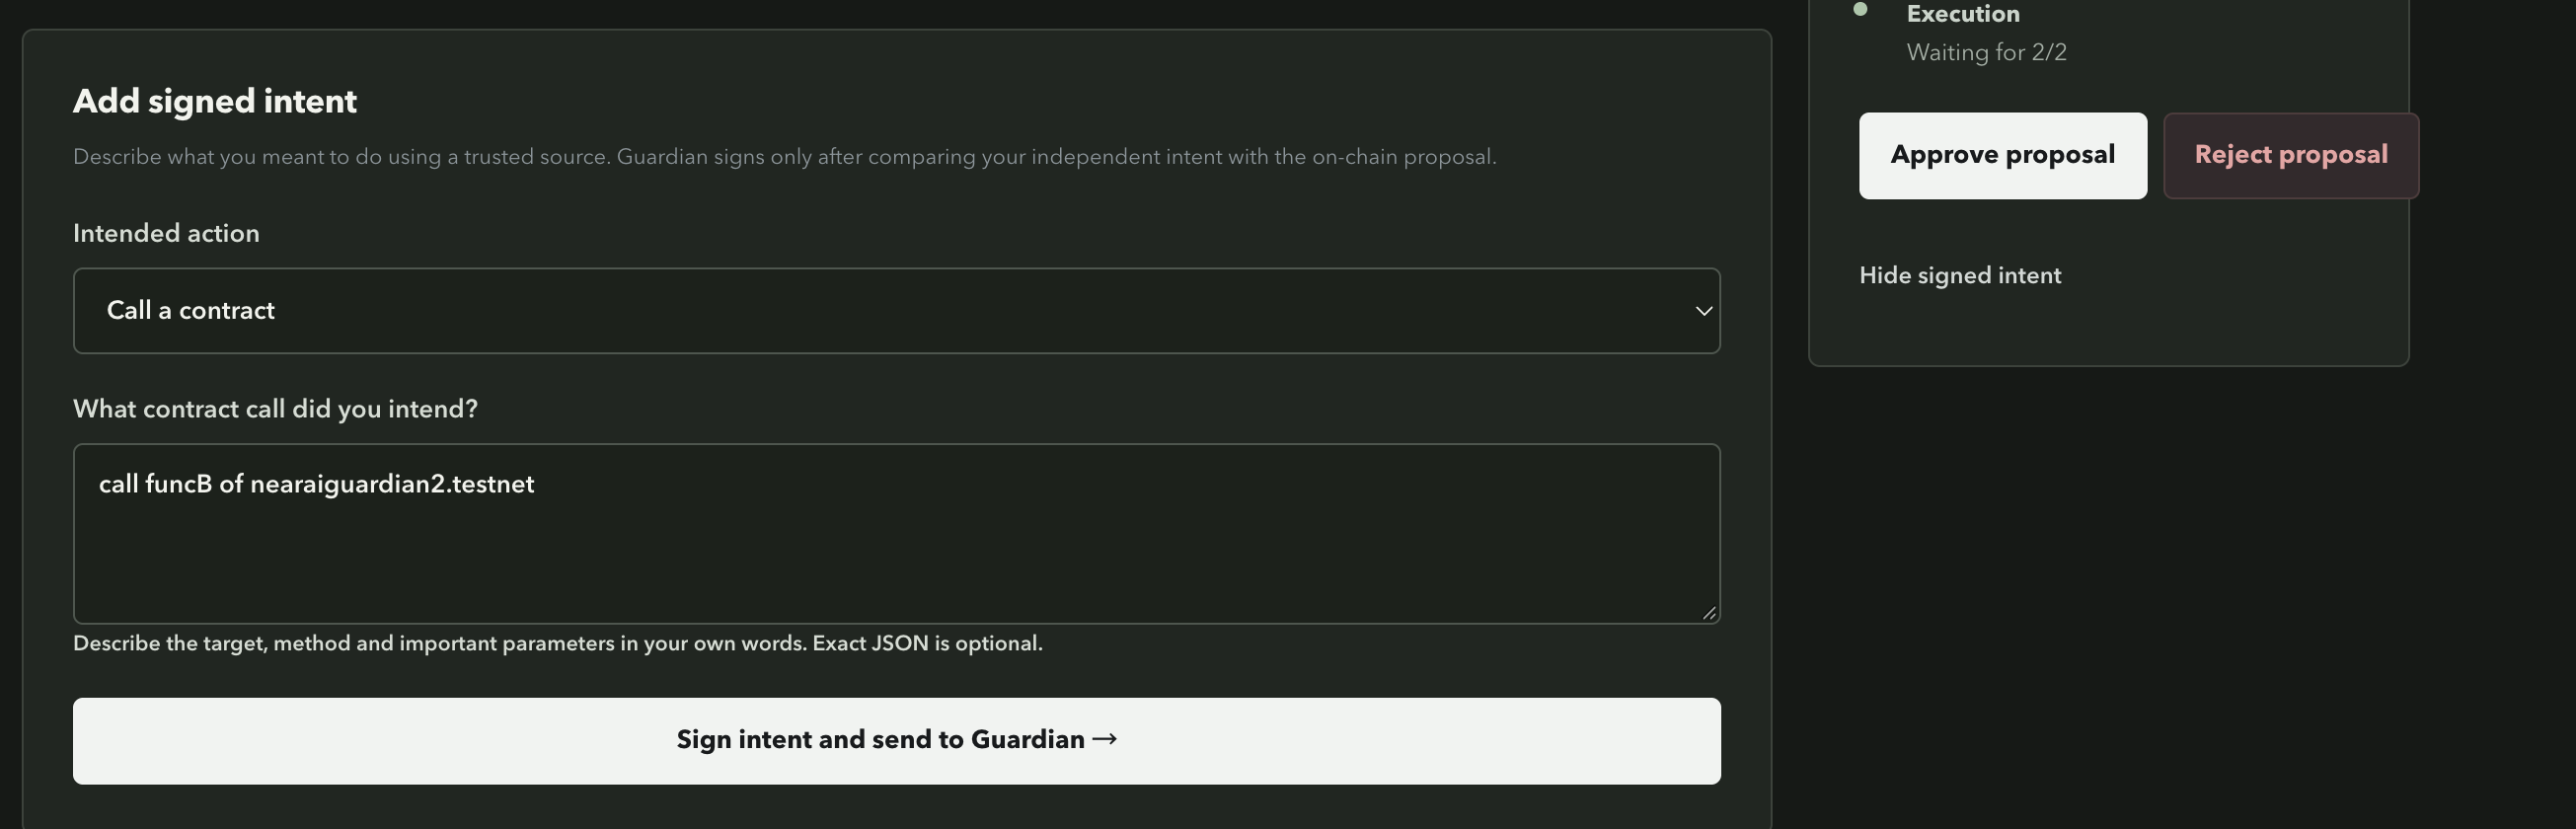 Add signed intent
Describe what you meant to do using a trusted source. Guardian signs only after comparing your independent intent with the on-chain proposal.
Intended action
Call a contract
What contract call did you intend?
call funcB of nearaiguardian2.testnet
Describe the target, method and important parameters in your own words. Exact JSON is optional.
Sign intent and send to Guardian →
Execution
Waiting for 2/2
Approve proposal
Reject proposal
Hide signed intent